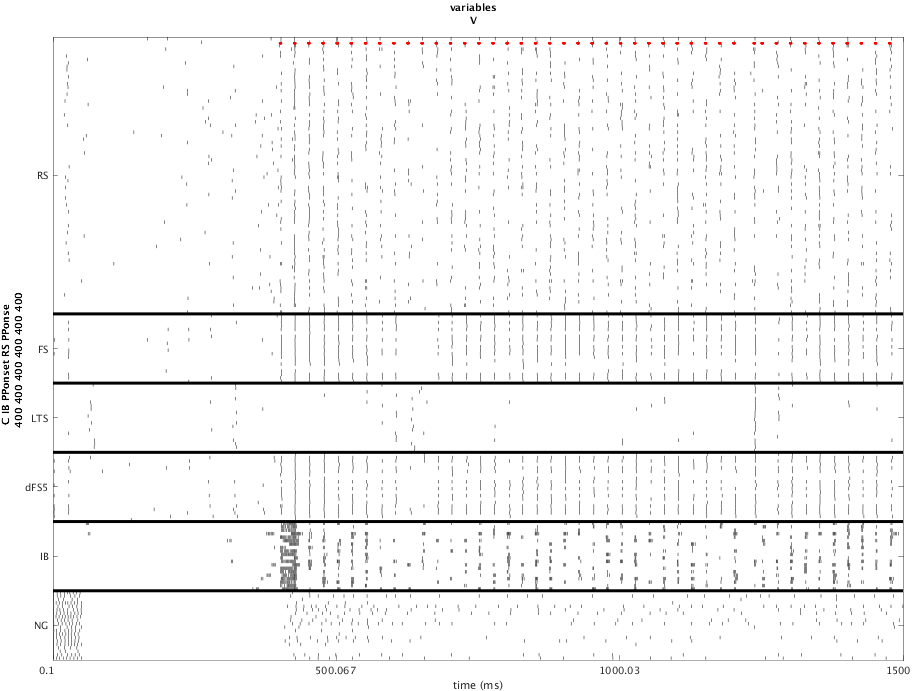 variables
V
C IB PPonset RS PPonse
400 400 400 400 400 400 400
RS
FS
LTS
dFS5
IB
NG
0.1
500.067
1000.03
1500
time (ms)